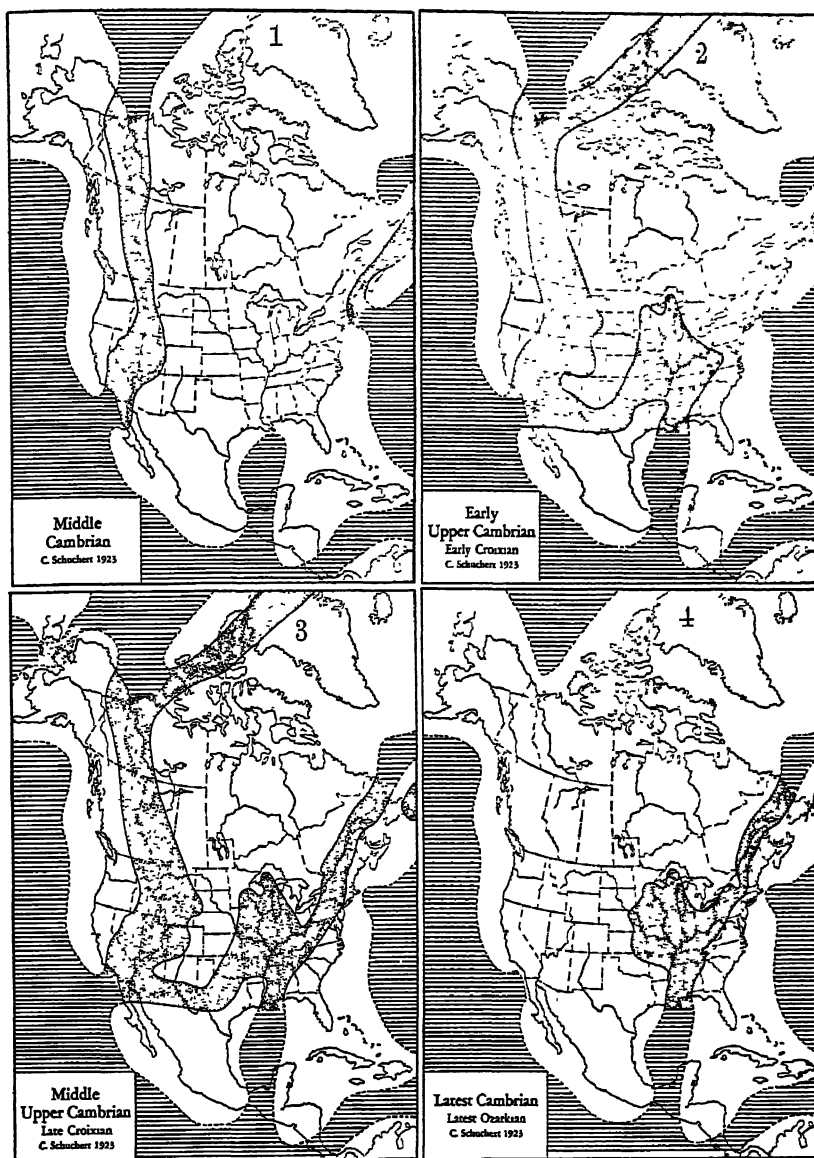 1
Middle
Cambrian
C. Schuchert 1923
2
Early
Upper Cambrian
Early Croixian
C. Schuchert 1923
3
Middle
Upper Cambrian
Late Croixian
C. Schuchert 1923
4
Latest Cambrian
Latest Ozarkian
C. Schuchert 1923